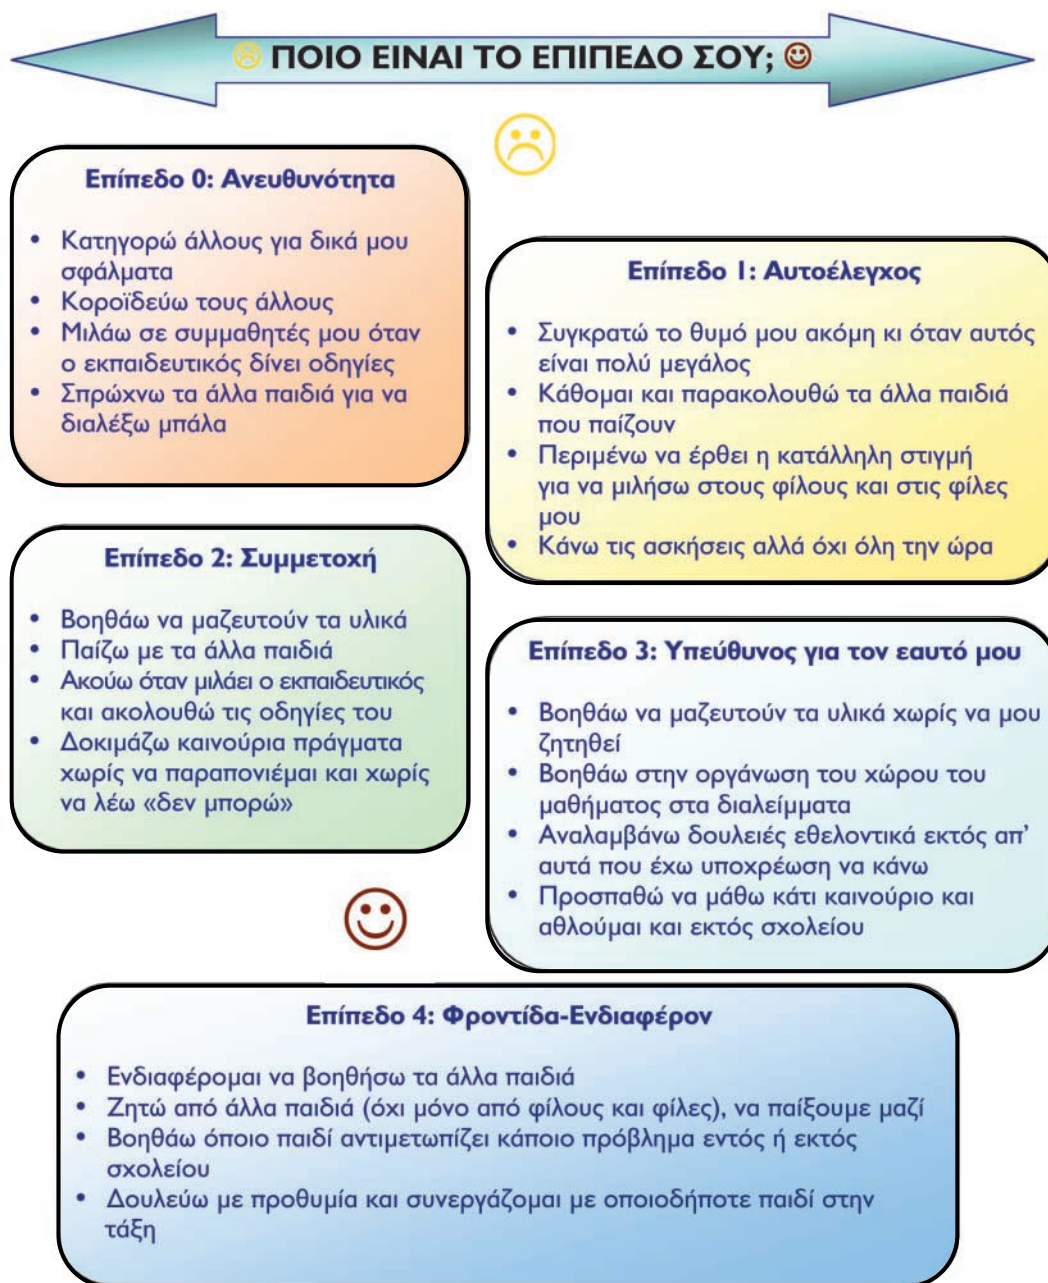 ΠΟΙΟ ΕΙΝΑΙ ΤΟ ΕΠΙΠΕΔΟ ΣΟΥ;
Επίπεδο 0: Ανευθυνότητα
• Κατηγορώ άλλους για δικά μου
σφάλματα
• Κοροϊδεύω τους άλλους
• Μιλάω σε συμμαθητές μου όταν
ο εκπαιδευτικός δίνει οδηγίες
• Σπρώχνω τα άλλα παιδιά για να
διαλέξω μπάλα
Επίπεδο 1: Αυτοέλεγχος
• Συγκρατώ το θυμό μου ακόμη κι όταν αυτός
είναι πολύ μεγάλος
• Κάθομαι και παρακολουθώ τα άλλα παιδιά
που παίζουν
• Περιμένω να έρθει η κατάλληλη στιγμή
για να μιλήσω στους φίλους και στις φίλες
μου
• Κάνω τις ασκήσεις αλλά όχι όλη την ώρα
Επίπεδο 2: Συμμετοχή
• Βοηθάω να μαζευτούν τα υλικά
• Παίζω με τα άλλα παιδιά
• Ακούω όταν μιλάει ο εκπαιδευτικός
και ακολουθώ τις οδηγίες του
• Δοκιμάζω καινούρια πράγματα
χωρίς να παραπονιέμαι και χωρίς
να λέω «δεν μπορώ»
Επίπεδο 3: Υπεύθυνος για τον εαυτό μου
• Βοηθάω να μαζευτούν τα υλικά χωρίς να μου
ζητηθεί
• Βοηθάω στην οργάνωση του χώρου του
μαθήματος στα διαλείμματα
• Αναλαμβάνω δουλειές εθελοντικά εκτός απ’
αυτά που έχω υποχρέωση να κάνω
• Προσπαθώ να μάθω κάτι καινούριο και
αθλούμαι και εκτός σχολείου
Επίπεδο 4: Φροντίδα-Ενδιαφέρον
• Ενδιαφέρομαι να βοηθήσω τα άλλα παιδιά
• Ζητώ από άλλα παιδιά (όχι μόνο από φίλους και φίλες), να παίξουμε μαζί
• Βοηθάω όποιο παιδί αντιμετωπίζει κάποιο πρόβλημα εντός ή εκτός
σχολείου
• Δουλεύω με προθυμία και συνεργάζομαι με οποιοδήποτε παιδί στην
τάξη